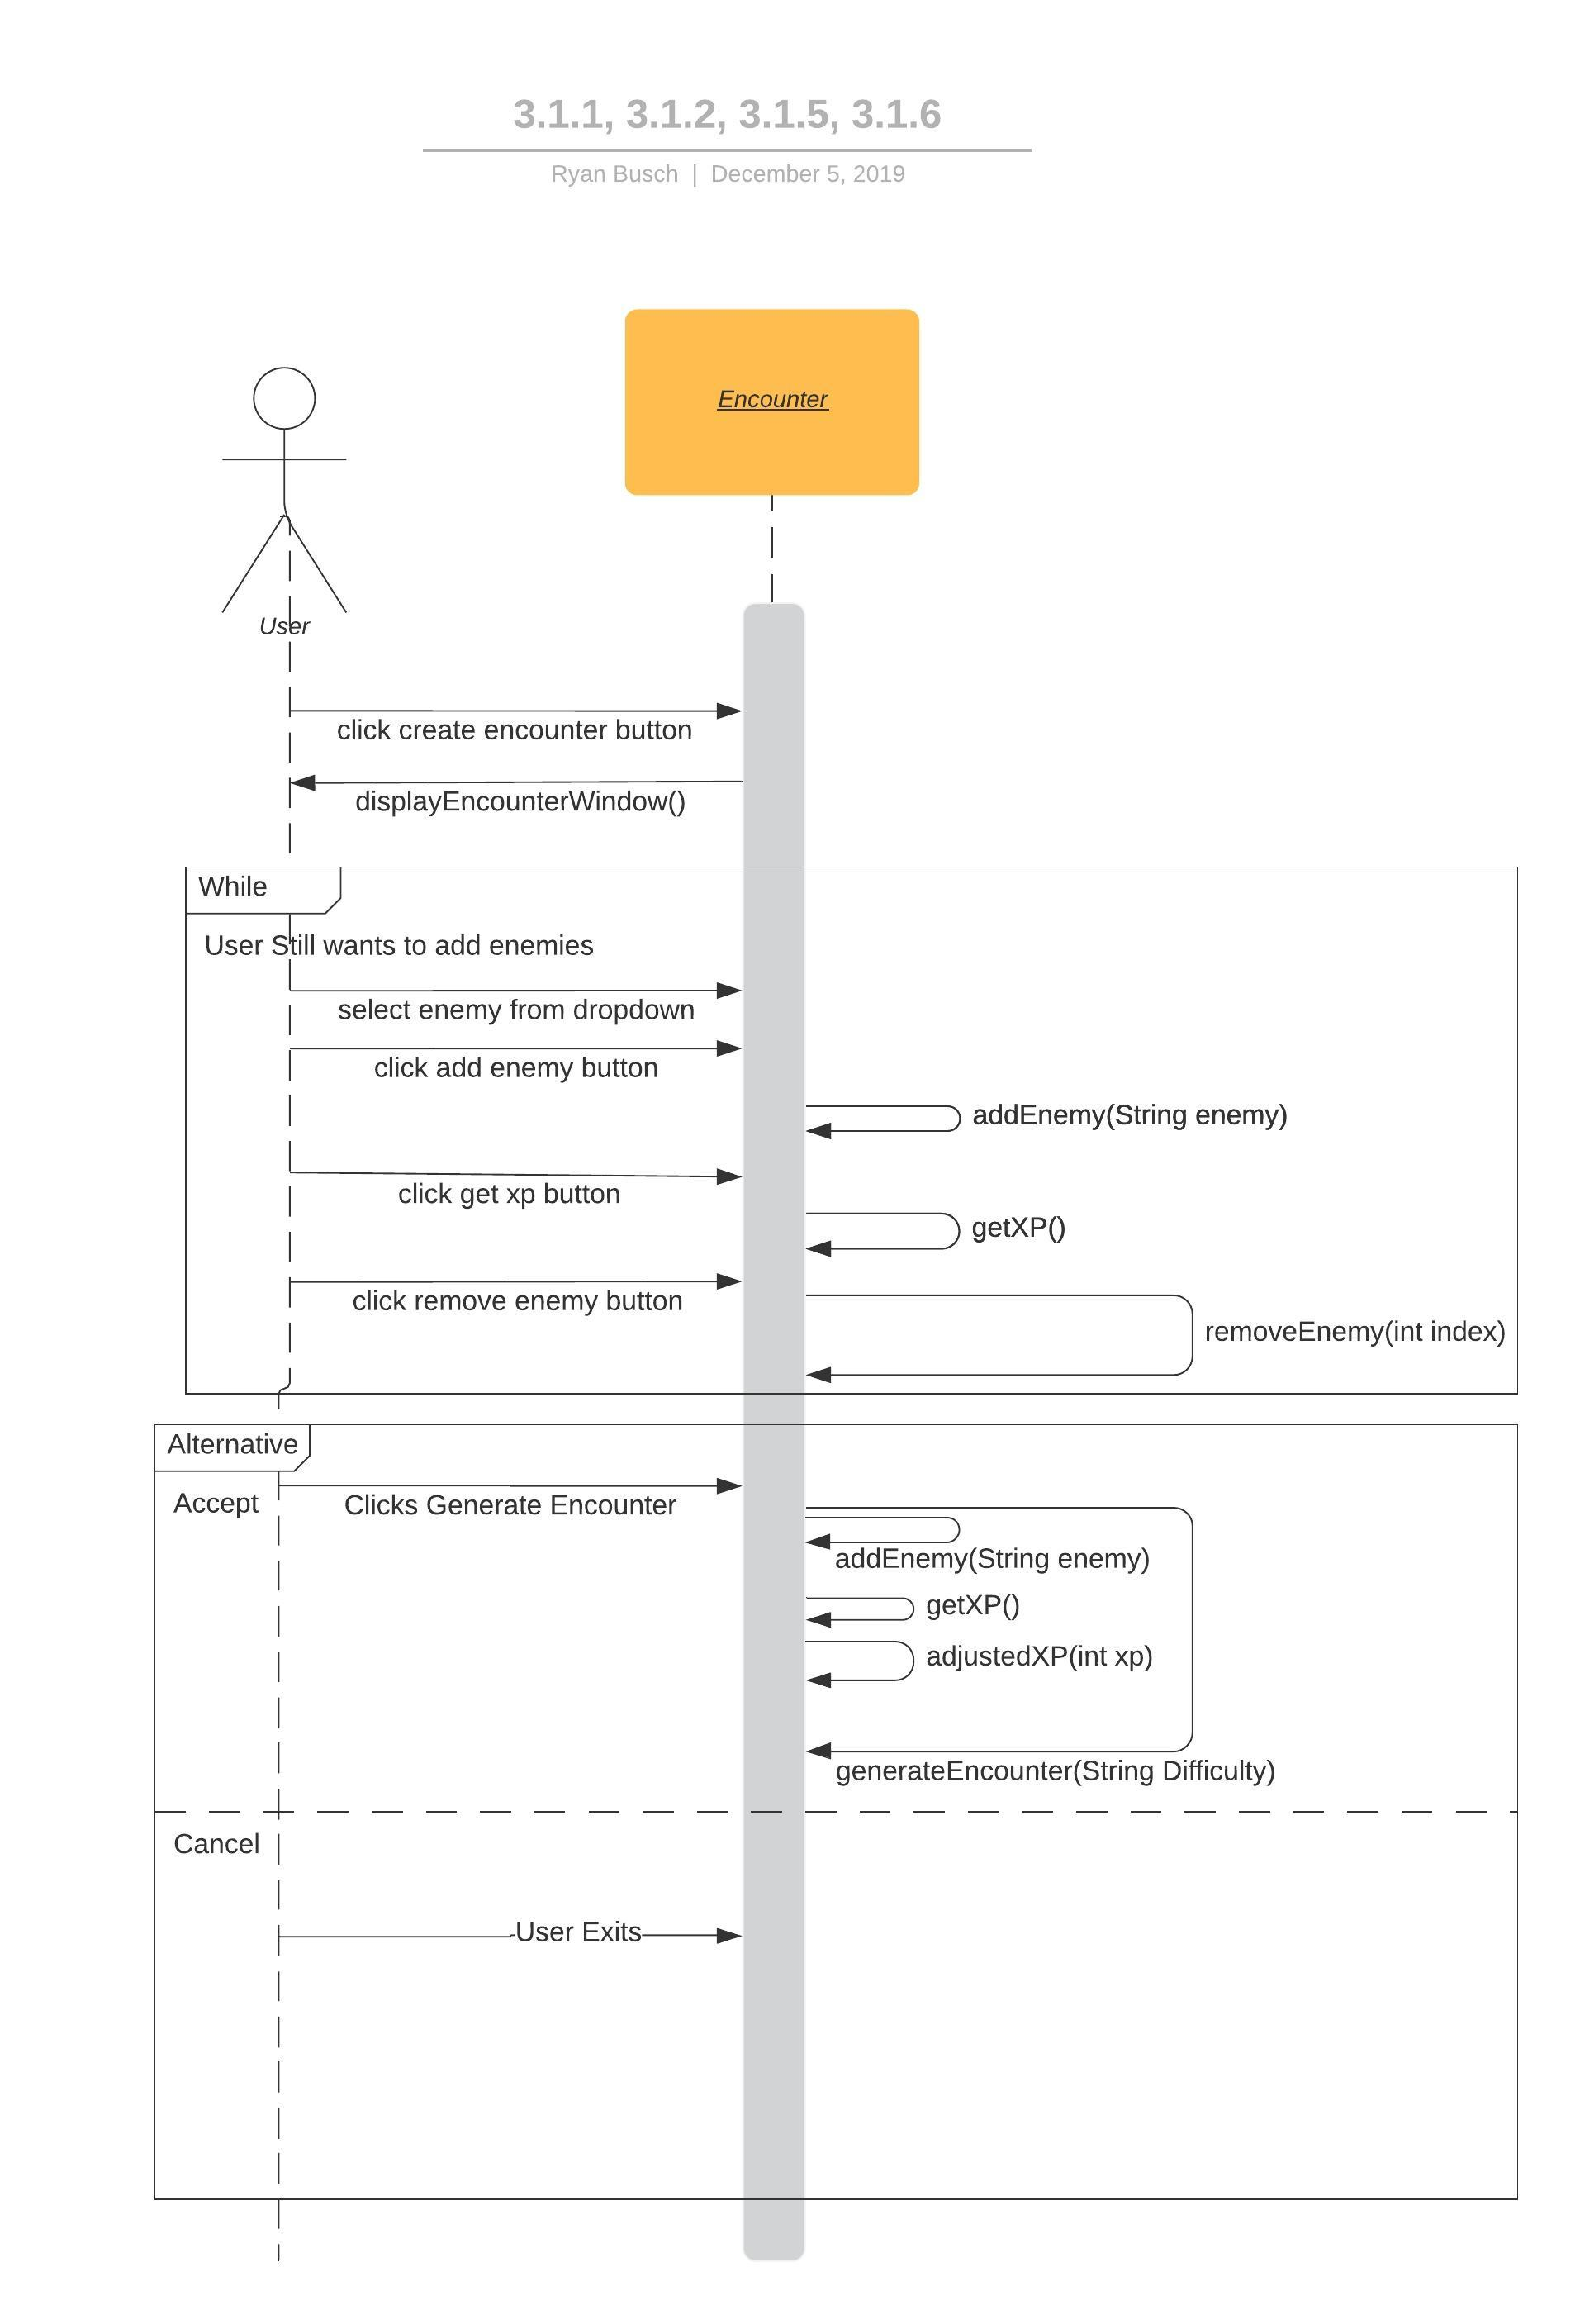 3.1.1, 3.1.2, 3.1.5, 3.1.6
Ryan Busch | December 5, 2019
Encounter
User
click create encounter button
displayEncounterWindow()
While
User Still wants to add enemies
select enemy from dropdown
click add enemy button
addEnemy(String enemy)
click get xp button
getXP()
click remove enemy button
removeEnemy(int index)
Alternative
Accept
Clicks Generate Encounter
addEnemy(String enemy)
getXP()
adjustedXP(int xp)
generateEncounter(String Difficulty)
Cancel
User Exits